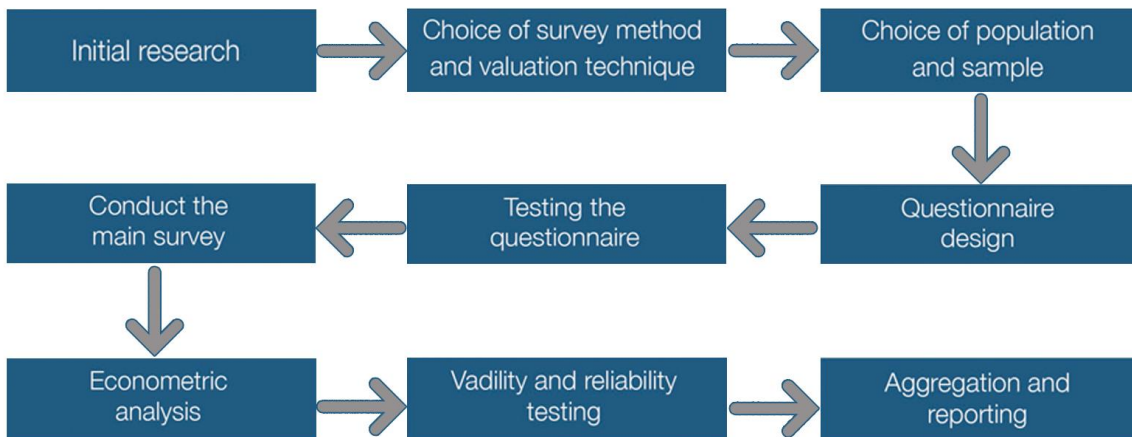 Initial research
Choice of survey method
and valuation technique
Choice of population
and sample
Questionnaire
design
Testing the
questionnaire
Conduct the
main survey
Econometric
analysis
Vadility and reliability
testing
Aggregation and
reporting